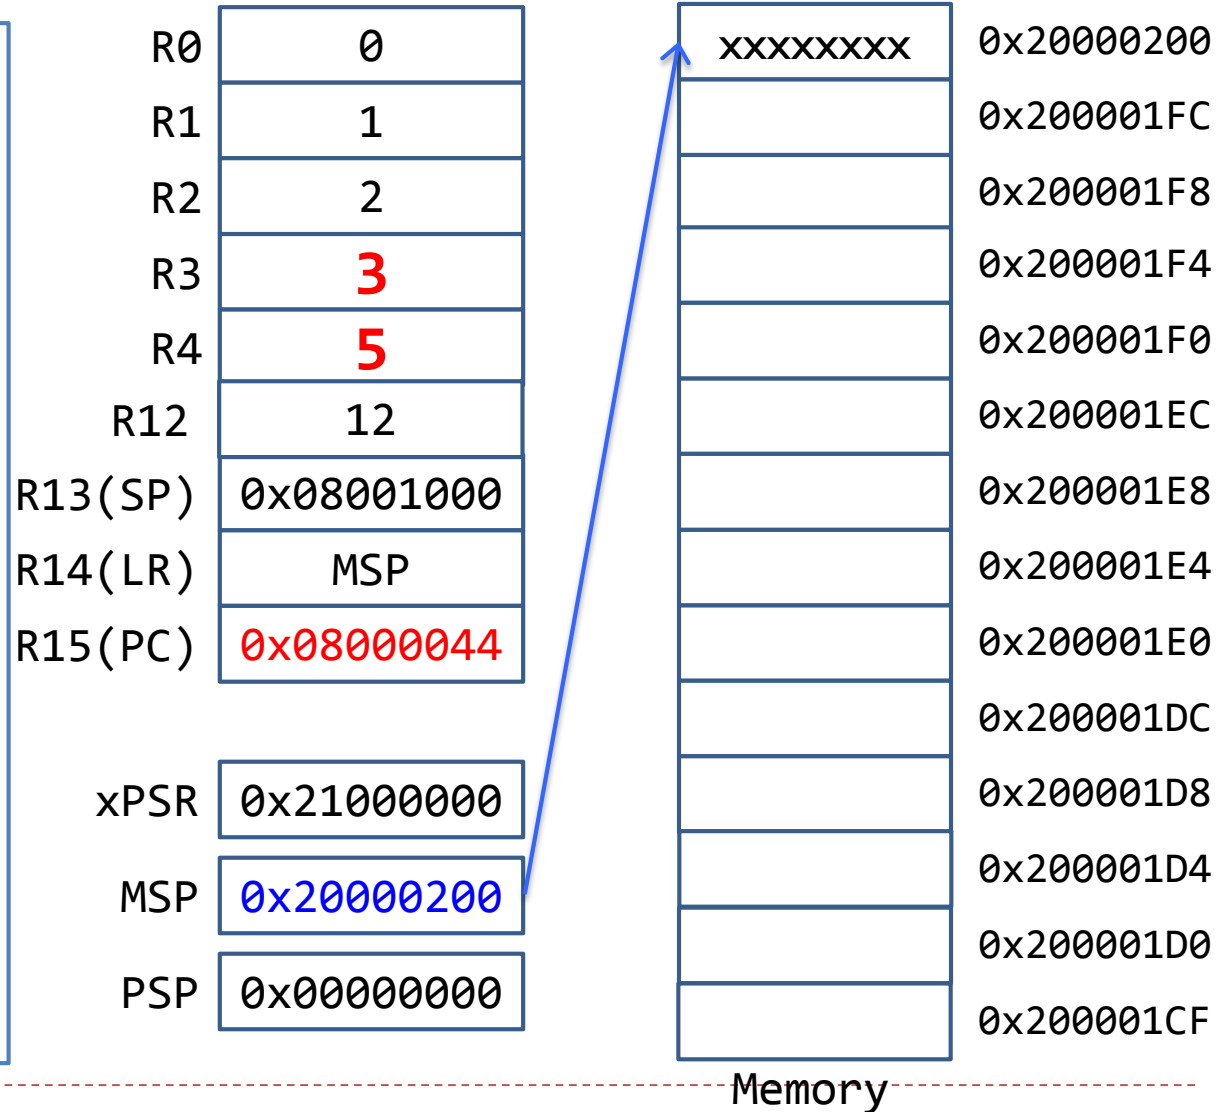 R0 0
R1 1
R2 2
R3 3
R4 5
R12 12
R13(SP) 0x08001000
R14(LR) MSP
R15(PC) 0x08000044
xPSR 0x21000000
MSP 0x20000200
PSP 0x00000000
xxxxxxxx 0x20000200
0x200001FC
0x200001F8
0x200001F4
0x200001F0
0x200001EC
0x200001E8
0x200001E4
0x200001E0
0x200001DC
0x200001D8
0x200001D4
0x200001D0
0x200001CF
Memory